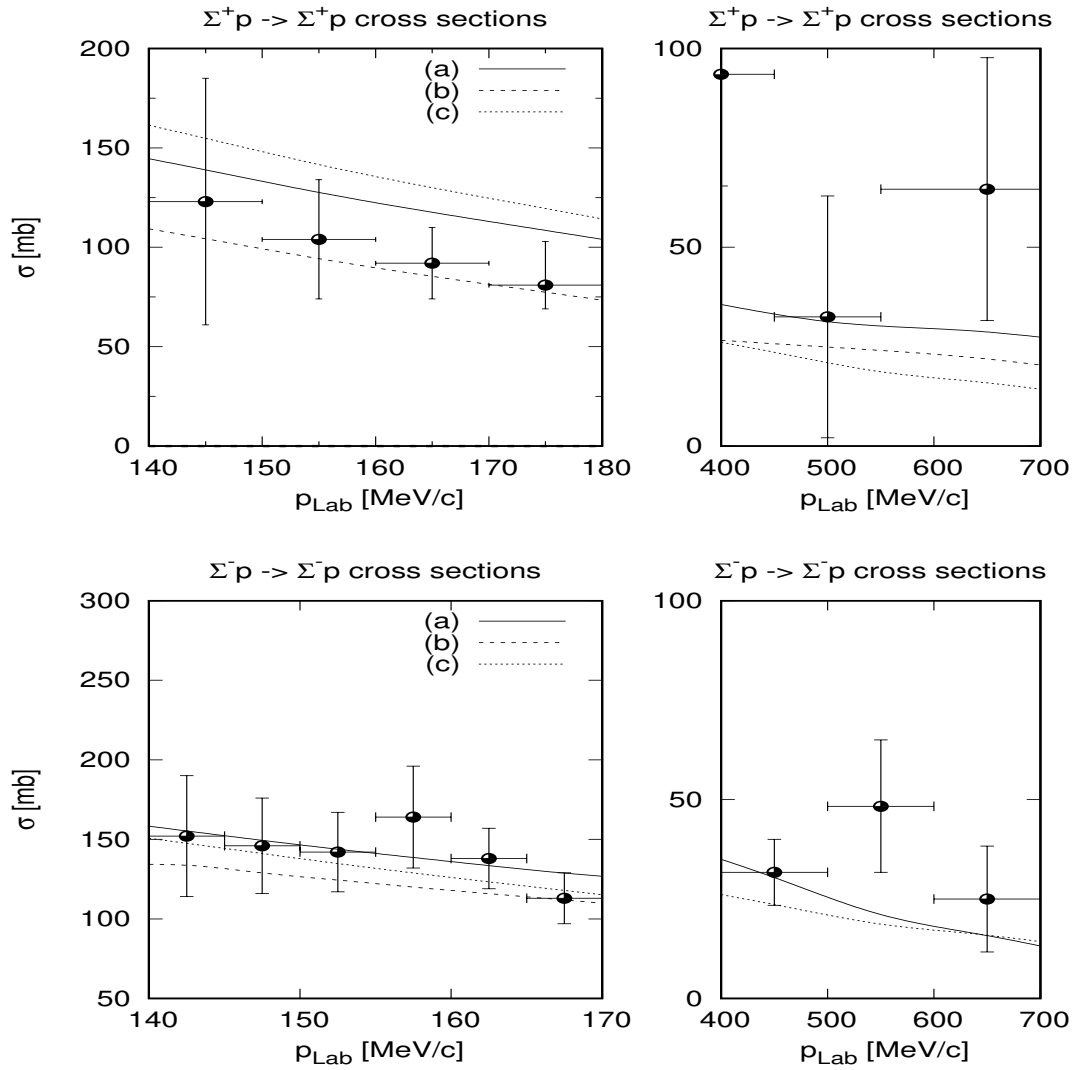 Σ⁺p -> Σ⁺p cross sections
200
150
100
50
0
σ [mb]
(a)
(b)
(c)
140 150 160 170 180
p_Lab [MeV/c]
Σ⁺p -> Σ⁺p cross sections
100
50
0
400 500 600 700
p_Lab [MeV/c]
Σ⁻p -> Σ⁻p cross sections
300
250
200
150
100
50
σ [mb]
(a)
(b)
(c)
140 150 160 170
p_Lab [MeV/c]
Σ⁻p -> Σ⁻p cross sections
100
50
0
400 500 600 700
p_Lab [MeV/c]